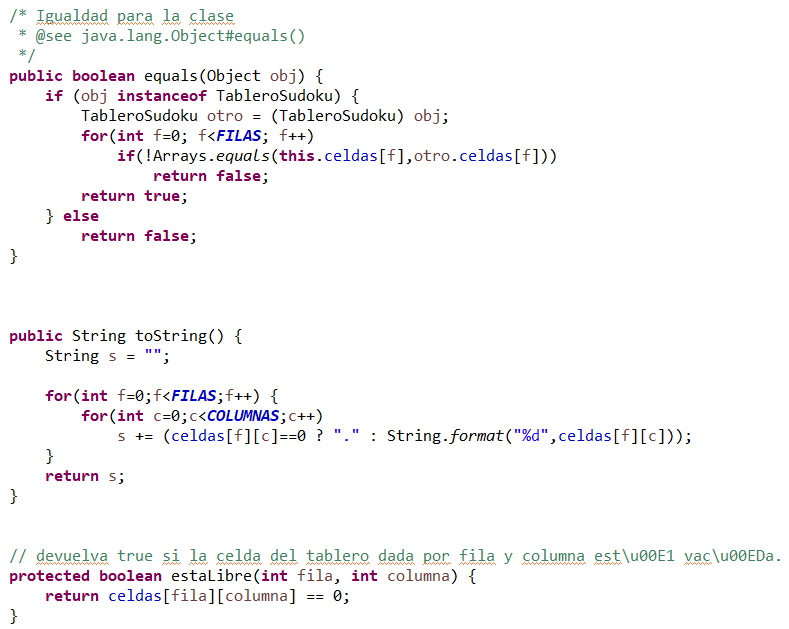 /* Igualdad para la clase
 * @see java.lang.Object#equals()
 */
public boolean equals(Object obj) {
    if (obj instanceof TableroSudoku) {
        TableroSudoku otro = (TableroSudoku) obj;
        for(int f=0; f<FILAS; f++)
            if(!Arrays.equals(this.celdas[f],otro.celdas[f]))
                return false;
        return true;
    } else
        return false;
}
public String toString() {
    String s = "";
    for(int f=0;f<FILAS;f++) {
        for(int c=0;c<COLUMNAS;c++)
            s += (celdas[f][c]==0 ? "." : String.format("%d",celdas[f][c]));
    }
    return s;
}
// devuelva true si la celda del tablero dada por fila y columna est\u00E1 vac\u00EDa.
protected boolean estaLibre(int fila, int columna) {
    return celdas[fila][columna] == 0;
}